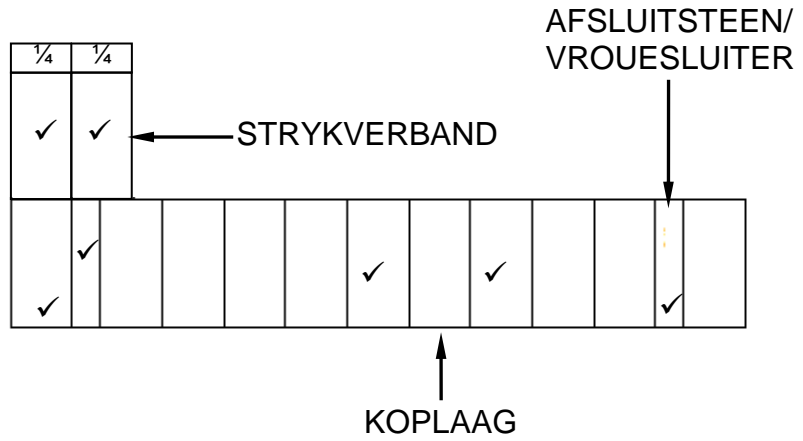 AFSLUITSTEEN/
VROUESLUITER
¼ ¼
STRYKVERBAND
KOPLAAG